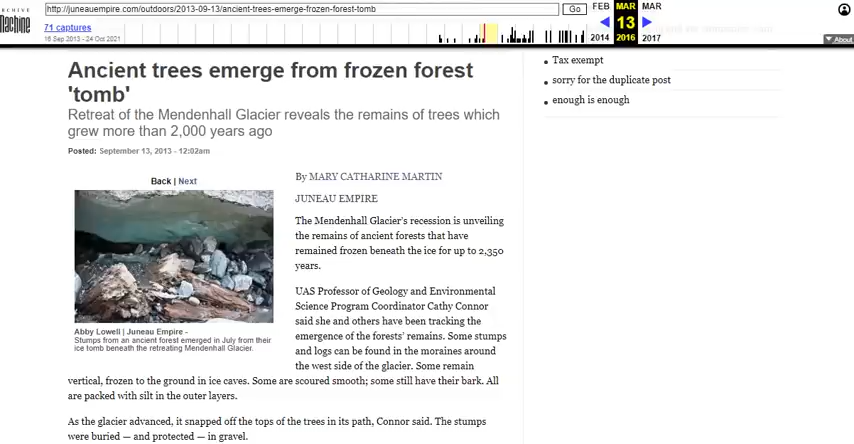 http://juneauempire.com/outdoors/2013-09-13/ancient-trees-emerge-frozen-forest-tomb
Go
FEB MAR MAR
13
2014 2016 2017
71 captures
16 Sep 2013 - 24 Oct 2021
About
Ancient trees emerge from frozen forest
'tomb'
Retreat of the Mendenhall Glacier reveals the remains of trees which
grew more than 2,000 years ago
Posted: September 13, 2013 - 12:02am
Back | Next
Abby Lowell | Juneau Empire -
Stumps from an ancient forest emerged in July from their
ice tomb beneath the retreating Mendenhall Glacier.
By MARY CATHARINE MARTIN
JUNEAU EMPIRE
The Mendenhall Glacier's recession is unveiling
the remains of ancient forests that have
remained frozen beneath the ice for up to 2,350
years.
UAS Professor of Geology and Environmental
Science Program Coordinator Cathy Connor
said she and others have been tracking the
emergence of the forests' remains. Some stumps
and logs can be found in the moraines around
the west side of the glacier. Some remain
vertical, frozen to the ground in ice caves. Some are scoured smooth; some still have their bark. All
are packed with silt in the outer layers.
As the glacier advanced, it snapped off the tops of the trees in its path, Connor said. The stumps
were buried — and protected — in gravel.
Tax exempt
sorry for the duplicate post
enough is enough